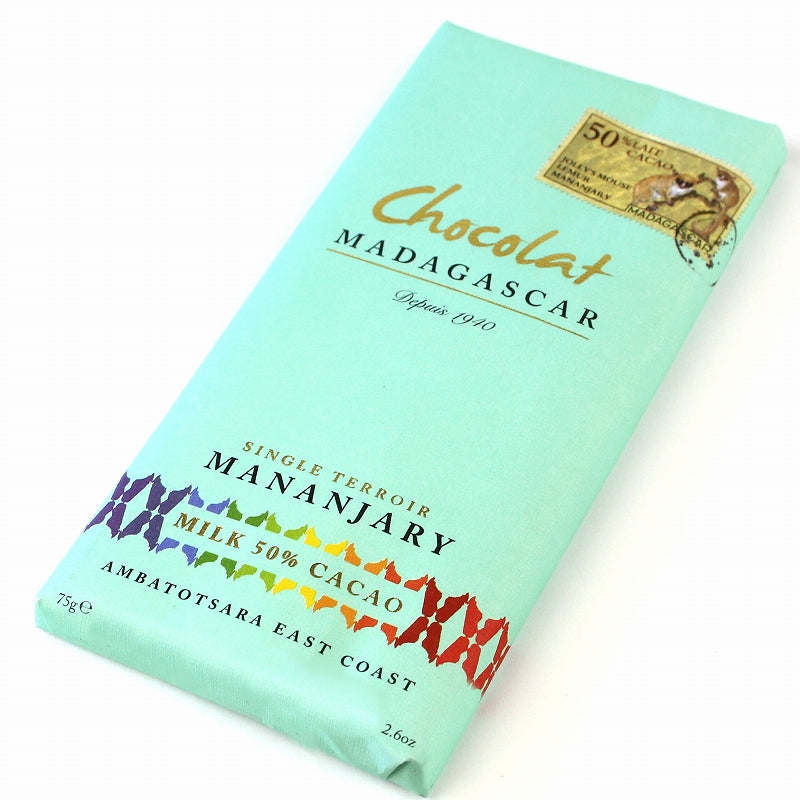 50 % LAIT
CACAO
JOLLY'S MOUSE
LEMUR
MANANJARY
MADAGASCAR
Chocolat
MADAGASCAR
Depuis 1940
SINGLE TERROIR
MANANJARY
MILK 50% CACAO
AMBATOTSARA EAST COAST
75g℮
2.6oz